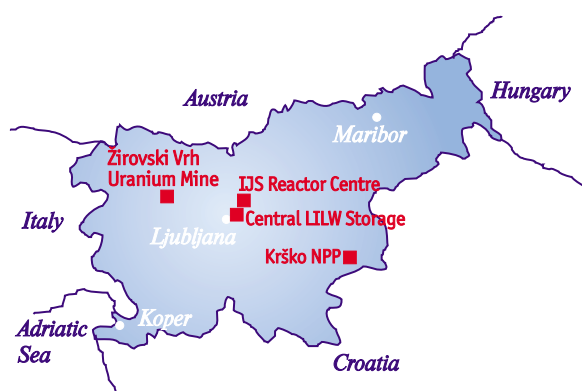 Austria
Hungary
Maribor
Žirovski Vrh
Uranium Mine
IJS Reactor Centre
Italy
Central LILW Storage
Ljubljana
Krško NPP
Koper
Adriatic
Sea
Croatia